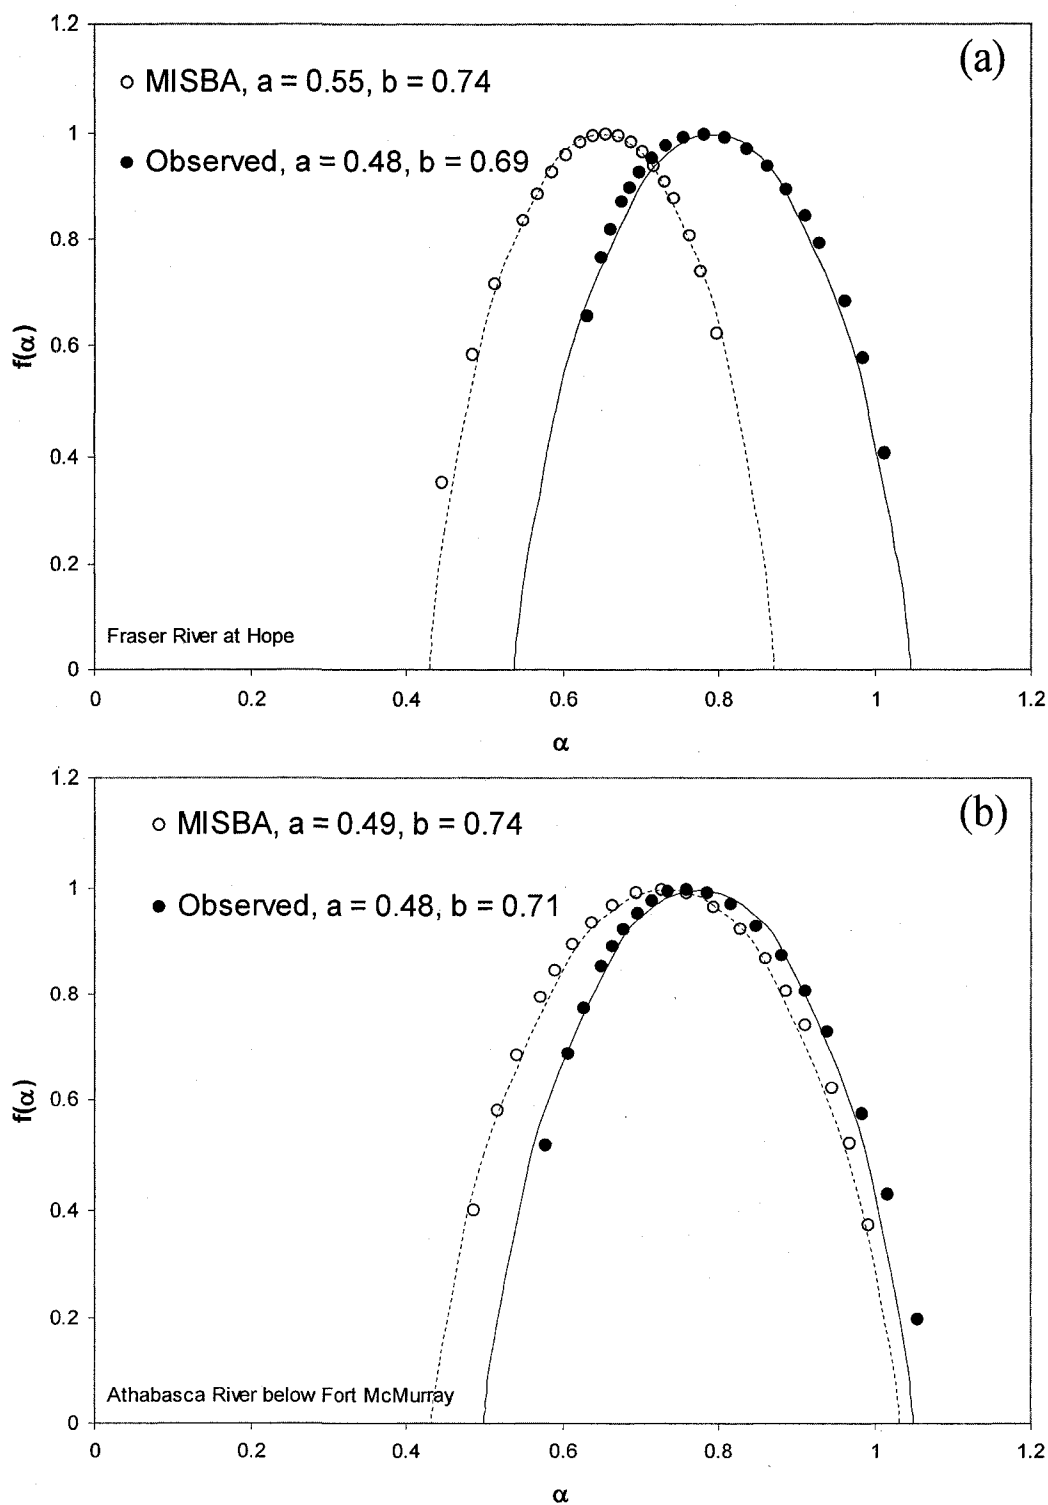 (a)
MISBA, a = 0.55, b = 0.74
Observed, a = 0.48, b = 0.69
1.2
1
0.8
0.6
0.4
0.2
0
f(α)
Fraser River at Hope
0 0.2 0.4 0.6 0.8 1 1.2
α
(b)
MISBA, a = 0.49, b = 0.74
Observed, a = 0.48, b = 0.71
1.2
1
0.8
0.6
0.4
0.2
0
f(α)
Athabasca River below Fort McMurray
0 0.2 0.4 0.6 0.8 1 1.2
α